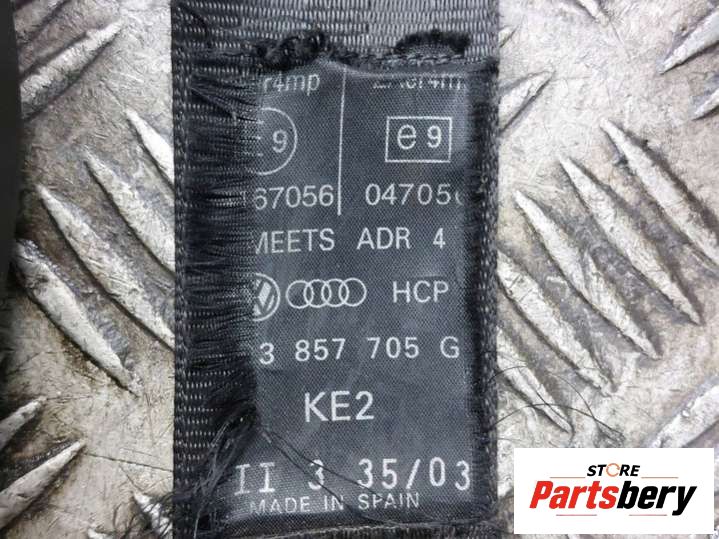 r4mp
e9
9
67056 04705
MEETS ADR 4
HCP
3 857 705 G
KE2
II 3 35/03
MADE IN SPAIN
STORE
Partsbery